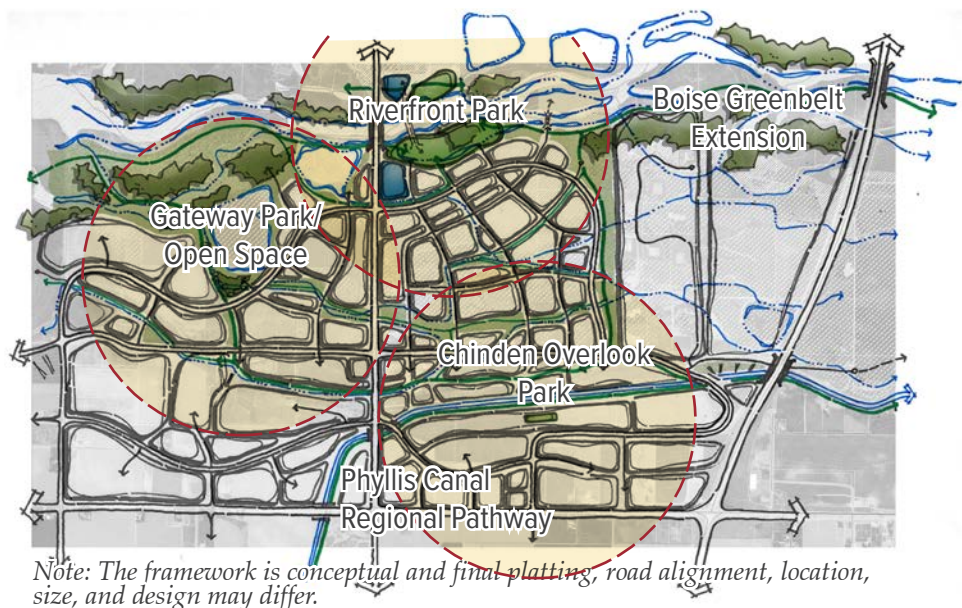 Riverfront Park
Boise Greenbelt
Extension
Gateway Park/
Open Space
Chinden Overlook
Park
Phyllis Canal
Regional Pathway
Note: The framework is conceptual and final platting, road alignment, location,
size, and design may differ.